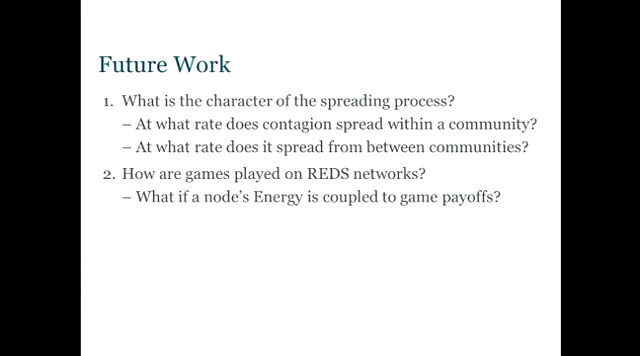 Future Work
1. What is the character of the spreading process?
– At what rate does contagion spread within a community?
– At what rate does it spread from between communities?
2. How are games played on REDS networks?
– What if a node's Energy is coupled to game payoffs?